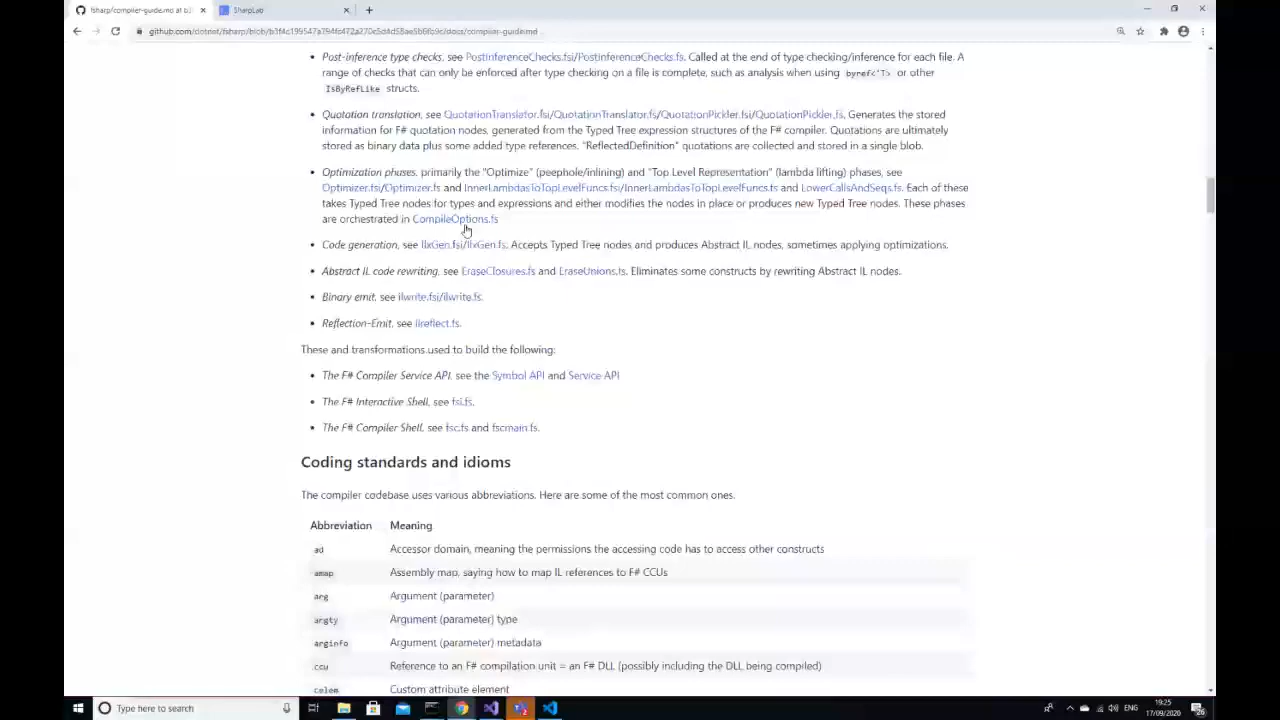 fsharp/compiler-guide.md at b3
SharpLab
Post-inference type checks, see PostInferenceChecks.fsi/PostInferenceChecks.fs. Called at the end of type checking/inference for each file. A
range of checks that can only be enforced after type checking on a file is complete, such as analysis when using byref<'T> or other
IsByRefLike structs.
Quotation translation, see QuotationTranslator.fsi/QuotationTranslator.fs/QuotationPickler.fsi/QuotationPickler.fs. Generates the stored
information for F# quotation nodes, generated from the Typed Tree expression structures of the F# compiler. Quotations are ultimately
stored as binary data plus some added type references. "ReflectedDefinition" quotations are collected and stored in a single blob.
Optimization phases, primarily the "Optimize" (peephole/inlining) and "Top Level Representation" (lambda lifting) phases, see
Optimizer.fsi/Optimizer.fs and InnerLambdasToTopLevelFuncs.fsi/InnerLambdasToTopLevelFuncs.fs and LowerCallsAndSeqs.fs. Each of these
takes Typed Tree nodes for types and expressions and either modifies the nodes in place or produces new Typed Tree nodes. These phases
are orchestrated in CompileOptions.fs
Code generation, see IlxGen.fsi/IlxGen.fs. Accepts Typed Tree nodes and produces Abstract IL nodes, sometimes applying optimizations.
Abstract IL code rewriting, see EraseClosures.fs and EraseUnions.fs. Eliminates some constructs by rewriting Abstract IL nodes.
Binary emit, see ilwrite.fsi/ilwrite.fs.
Reflection-Emit, see ilreflect.fs.
These and transformations used to build the following:
The F# Compiler Service API, see the Symbol API and Service API
The F# Interactive Shell, see fsi.fs.
The F# Compiler Shell, see fsc.fs and fscmain.fs.
Coding standards and idioms
The compiler codebase uses various abbreviations. Here are some of the most common ones.
Abbreviation Meaning
ad Accessor domain, meaning the permissions the accessing code has to access other constructs
amap Assembly map, saying how to map IL references to F# CCUs
arg Argument (parameter)
argty Argument (parameter) type
arginfo Argument (parameter) metadata
ccu Reference to an F# compilation unit = an F# DLL (possibly including the DLL being compiled)
celem Custom attribute element
Type here to search
ENG
19:25
17/09/2020